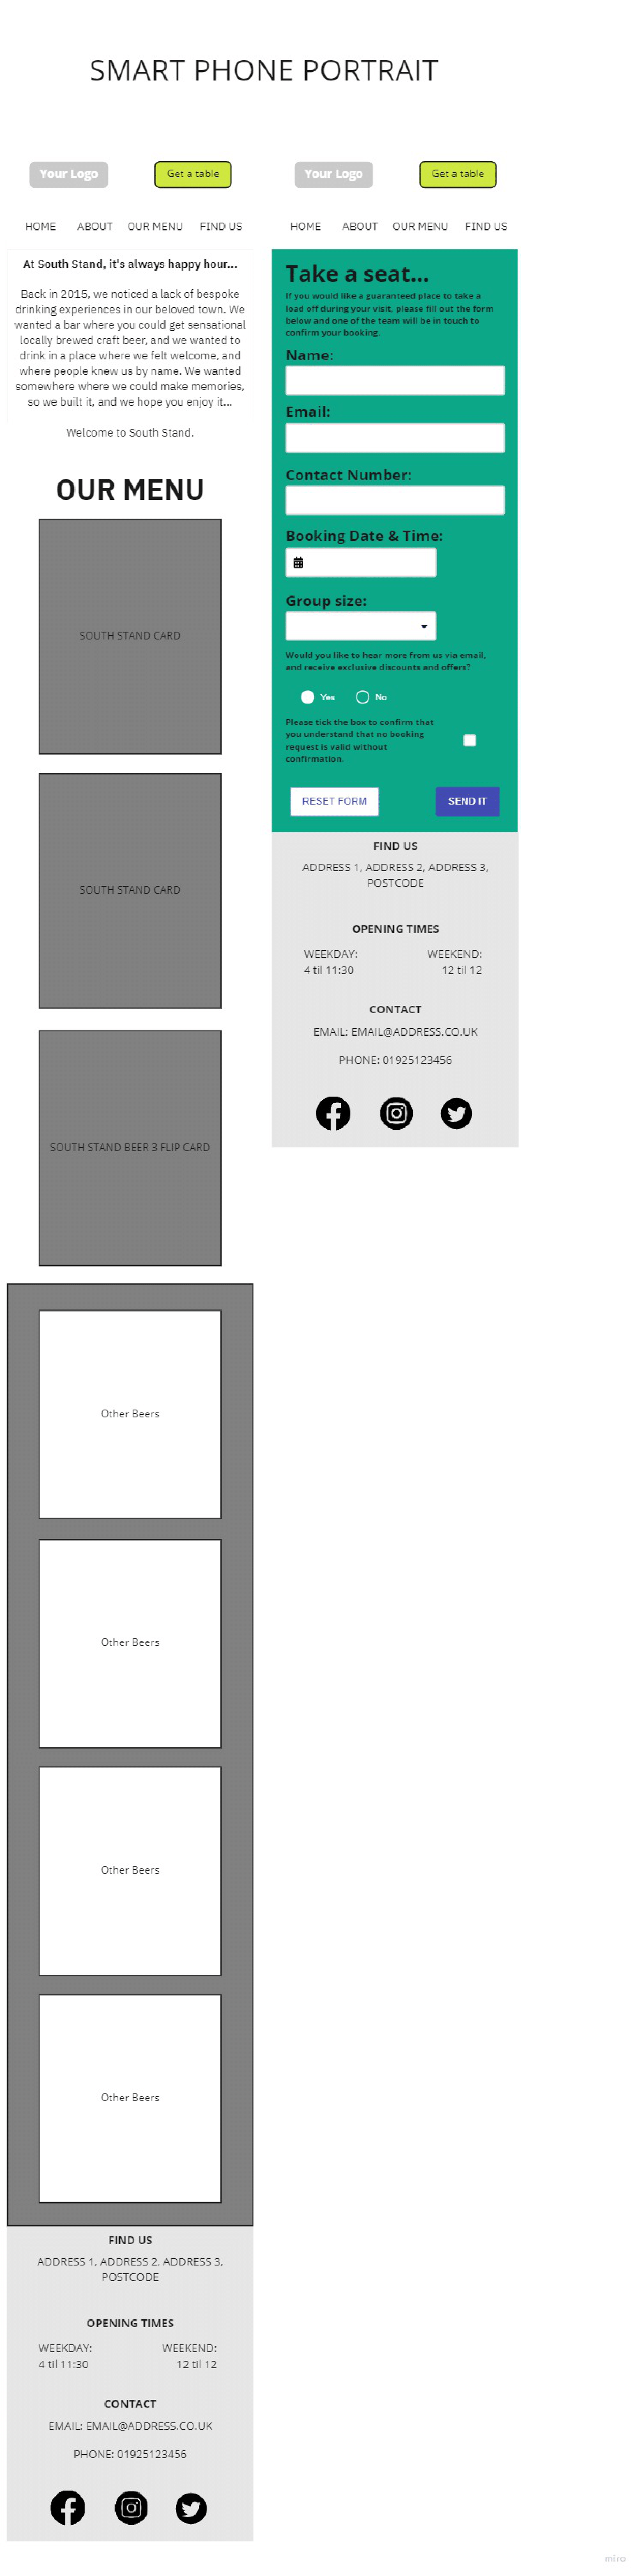 SMART PHONE PORTRAIT
Your Logo
Get a table
HOME ABOUT OUR MENU FIND US
At South Stand, it's always happy hour...
Back in 2015, we noticed a lack of bespoke
drinking experiences in our beloved town. We
wanted a bar where you could get sensational
locally brewed craft beer, and we wanted to
drink in a place where we felt welcome, and
where people knew us by name. We wanted
somewhere where we could make memories,
so we built it, and we hope you enjoy it...
Welcome to South Stand.
OUR MENU
SOUTH STAND CARD
SOUTH STAND CARD
SOUTH STAND BEER 3 FLIP CARD
Other Beers
Other Beers
Other Beers
Other Beers
FIND US
ADDRESS 1, ADDRESS 2, ADDRESS 3,
POSTCODE
OPENING TIMES
WEEKDAY: WEEKEND:
4 til 11:30 12 til 12
CONTACT
EMAIL: EMAIL@ADDRESS.CO.UK
PHONE: 01925123456
Your Logo
Get a table
HOME ABOUT OUR MENU FIND US
Take a seat...
If you would like a guaranteed place to take a
load off during your visit, please fill out the form
below and one of the team will be in touch to
confirm your booking.
Name:
Email:
Contact Number:
Booking Date & Time:
Group size:
Would you like to hear more from us via email,
and receive exclusive discounts and offers?
Yes No
Please tick the box to confirm that
you understand that no booking
request is valid without
confirmation.
RESET FORM SEND IT
FIND US
ADDRESS 1, ADDRESS 2, ADDRESS 3,
POSTCODE
OPENING TIMES
WEEKDAY: WEEKEND:
4 til 11:30 12 til 12
CONTACT
EMAIL: EMAIL@ADDRESS.CO.UK
PHONE: 01925123456
miro